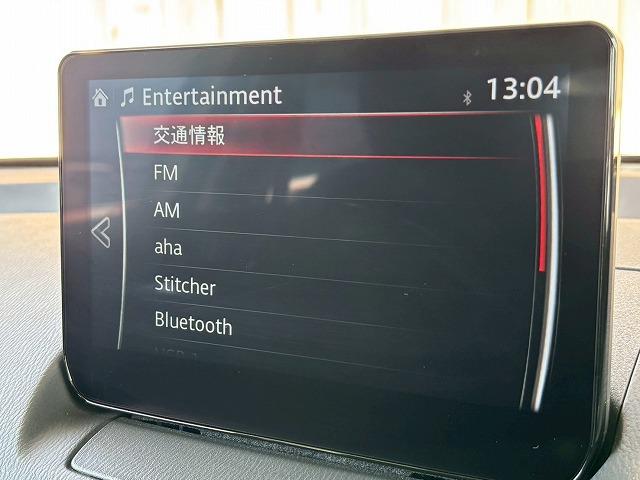 Entertainment
13:04
交通情報
FM
AM
aha
Stitcher
Bluetooth